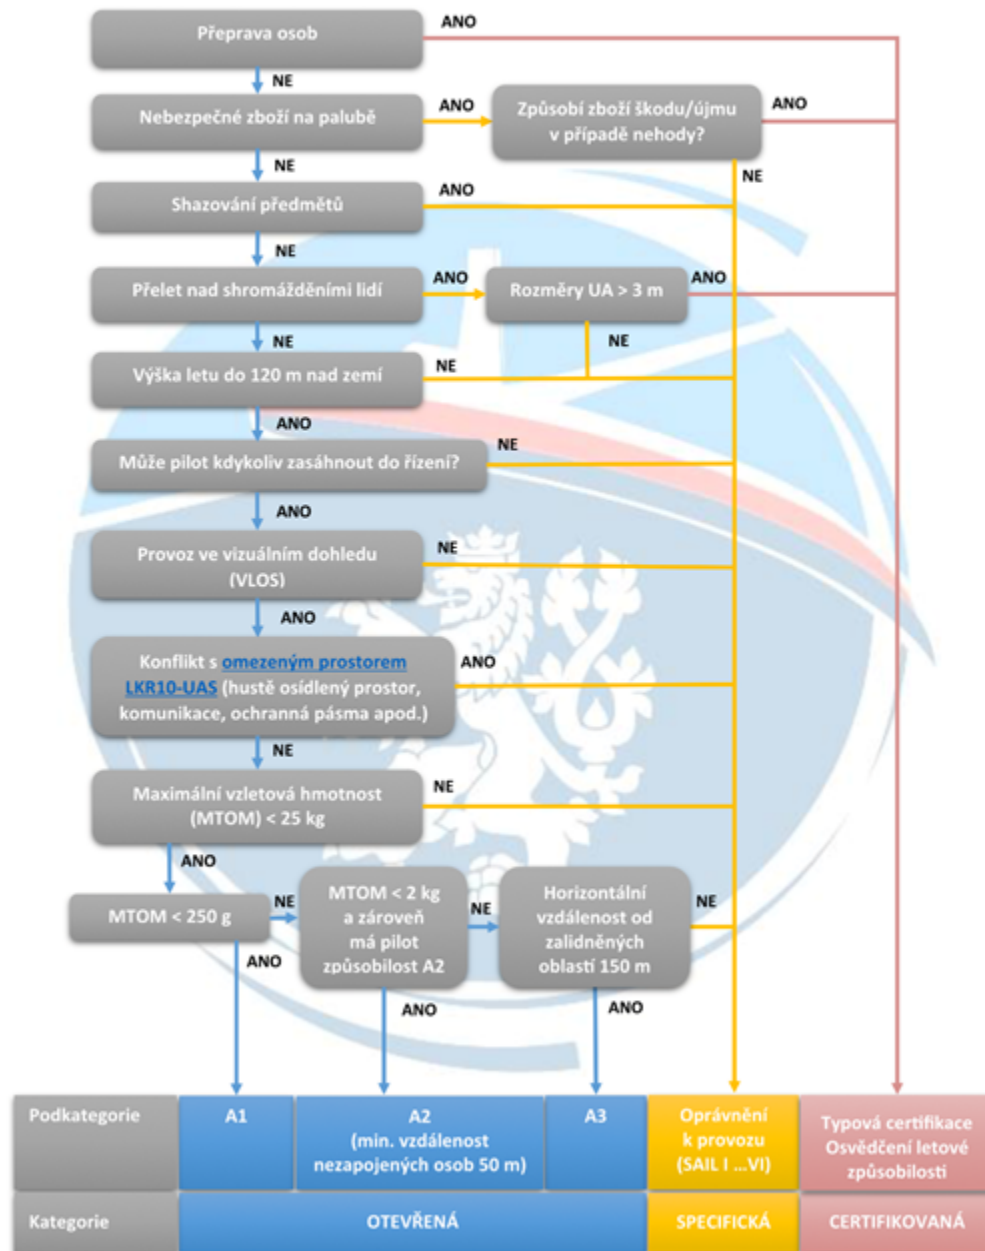 Přeprava osob
ANO
NE
Nebezpečné zboží na palubě
ANO
Způsobí zboží škodu/újmu
v případě nehody?
ANO
NE
NE
Shazování předmětů
ANO
NE
Přelet nad shromážděními lidí
ANO
Rozměry UA > 3 m
ANO
NE
NE
Výška letu do 120 m nad zemí
NE
ANO
Může pilot kdykoliv zasáhnout do řízení?
NE
ANO
Provoz ve vizuálním dohledu
(VLOS)
NE
ANO
Konflikt s omezeným prostorem
LKR10-UAS (hustě osídlený prostor,
komunikace, ochranná pásma apod.)
ANO
NE
Maximální vzletová hmotnost
(MTOM) < 25 kg
NE
ANO
MTOM < 250 g
NE
MTOM < 2 kg
a zároveň
má pilot
způsobilost A2
NE
Horizontální
vzdálenost od
zalidněných
oblastí 150 m
NE
ANO
ANO
ANO
Podkategorie
A1
A2
(min. vzdálenost
nezapojených osob 50 m)
A3
Oprávnění
k provozu
(SAIL I ...VI)
Typová certifikace
Osvědčení letové
způsobilosti
Kategorie
OTEVŘENÁ
SPECIFICKÁ
CERTIFIKOVANÁ